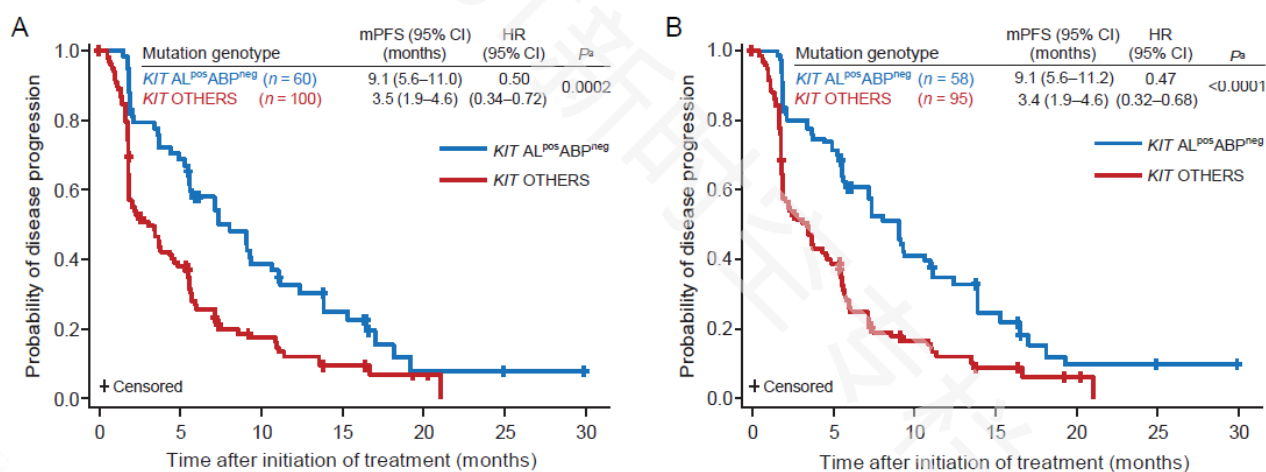 A
mPFS (95% CI) HR
Mutation genotype (months) (95% CI) Pᵃ
KIT ALᵖᵒˢABPⁿᵉᵍ (n = 60) 9.1 (5.6–11.0) 0.50 0.0002
KIT OTHERS (n = 100) 3.5 (1.9–4.6) (0.34–0.72)
KIT ALᵖᵒˢABPⁿᵉᵍ
KIT OTHERS
Probability of disease progression
1.0
0.8
0.6
0.4
0.2
0.0
+ Censored
0 5 10 15 20 25 30
Time after initiation of treatment (months)
B
mPFS (95% CI) HR
Mutation genotype (months) (95% CI) Pᵃ
KIT ALᵖᵒˢABPⁿᵉᵍ (n = 58) 9.1 (5.6–11.2) 0.47 <0.0001
KIT OTHERS (n = 95) 3.4 (1.9–4.6) (0.32–0.68)
KIT ALᵖᵒˢABPⁿᵉᵍ
KIT OTHERS
Probability of disease progression
1.0
0.8
0.6
0.4
0.2
0.0
+ Censored
0 5 10 15 20 25 30
Time after initiation of treatment (months)
新时空专